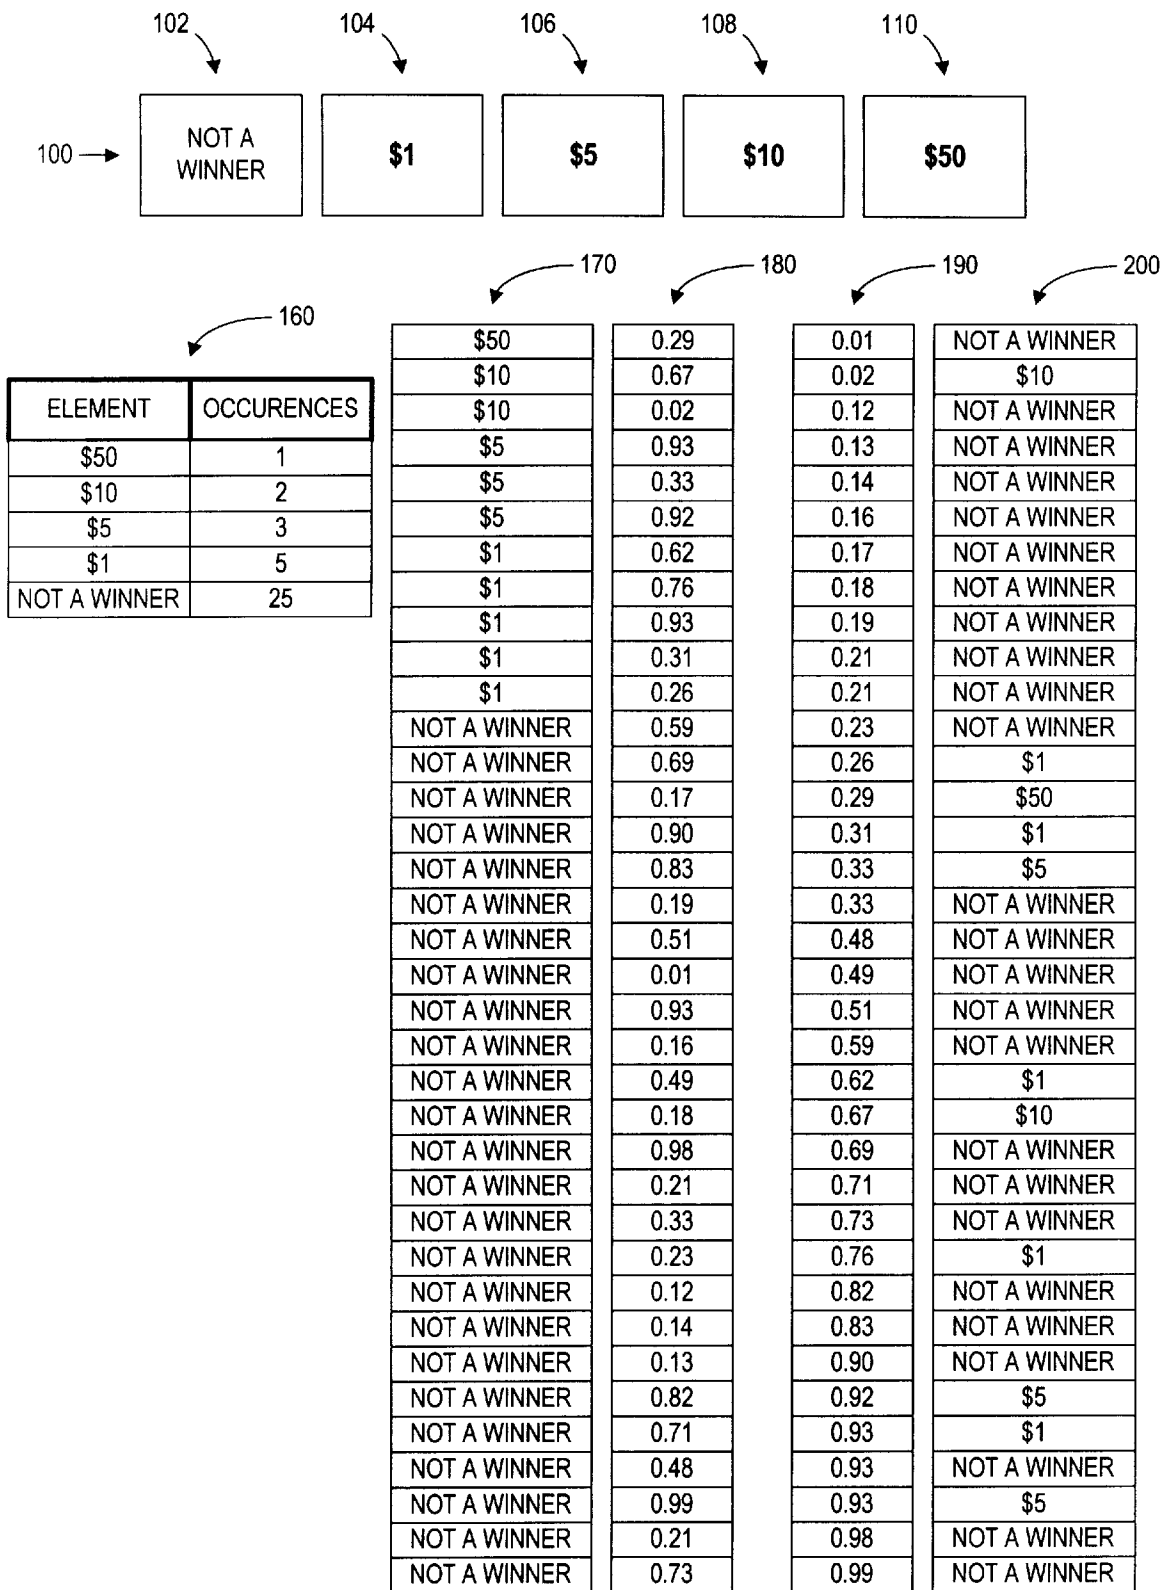 102 104 106 108 110
100 NOT A WINNER $1 $5 $10 $50
170 180 190 200
160
ELEMENT OCCURENCES
$50 1
$10 2
$5 3
$1 5
NOT A WINNER 25
$50 0.29 0.01 NOT A WINNER
$10 0.67 0.02 $10
$10 0.02 0.12 NOT A WINNER
$5 0.93 0.13 NOT A WINNER
$5 0.33 0.14 NOT A WINNER
$5 0.92 0.16 NOT A WINNER
$1 0.62 0.17 NOT A WINNER
$1 0.76 0.18 NOT A WINNER
$1 0.93 0.19 NOT A WINNER
$1 0.31 0.21 NOT A WINNER
$1 0.26 0.21 NOT A WINNER
NOT A WINNER 0.59 0.23 NOT A WINNER
NOT A WINNER 0.69 0.26 $1
NOT A WINNER 0.17 0.29 $50
NOT A WINNER 0.90 0.31 $1
NOT A WINNER 0.83 0.33 $5
NOT A WINNER 0.19 0.33 NOT A WINNER
NOT A WINNER 0.51 0.48 NOT A WINNER
NOT A WINNER 0.01 0.49 NOT A WINNER
NOT A WINNER 0.93 0.51 NOT A WINNER
NOT A WINNER 0.16 0.59 NOT A WINNER
NOT A WINNER 0.49 0.62 $1
NOT A WINNER 0.18 0.67 $10
NOT A WINNER 0.98 0.69 NOT A WINNER
NOT A WINNER 0.21 0.71 NOT A WINNER
NOT A WINNER 0.33 0.73 NOT A WINNER
NOT A WINNER 0.23 0.76 $1
NOT A WINNER 0.12 0.82 NOT A WINNER
NOT A WINNER 0.14 0.83 NOT A WINNER
NOT A WINNER 0.13 0.90 NOT A WINNER
NOT A WINNER 0.82 0.92 $5
NOT A WINNER 0.71 0.93 $1
NOT A WINNER 0.48 0.93 NOT A WINNER
NOT A WINNER 0.99 0.93 $5
NOT A WINNER 0.21 0.98 NOT A WINNER
NOT A WINNER 0.73 0.99 NOT A WINNER